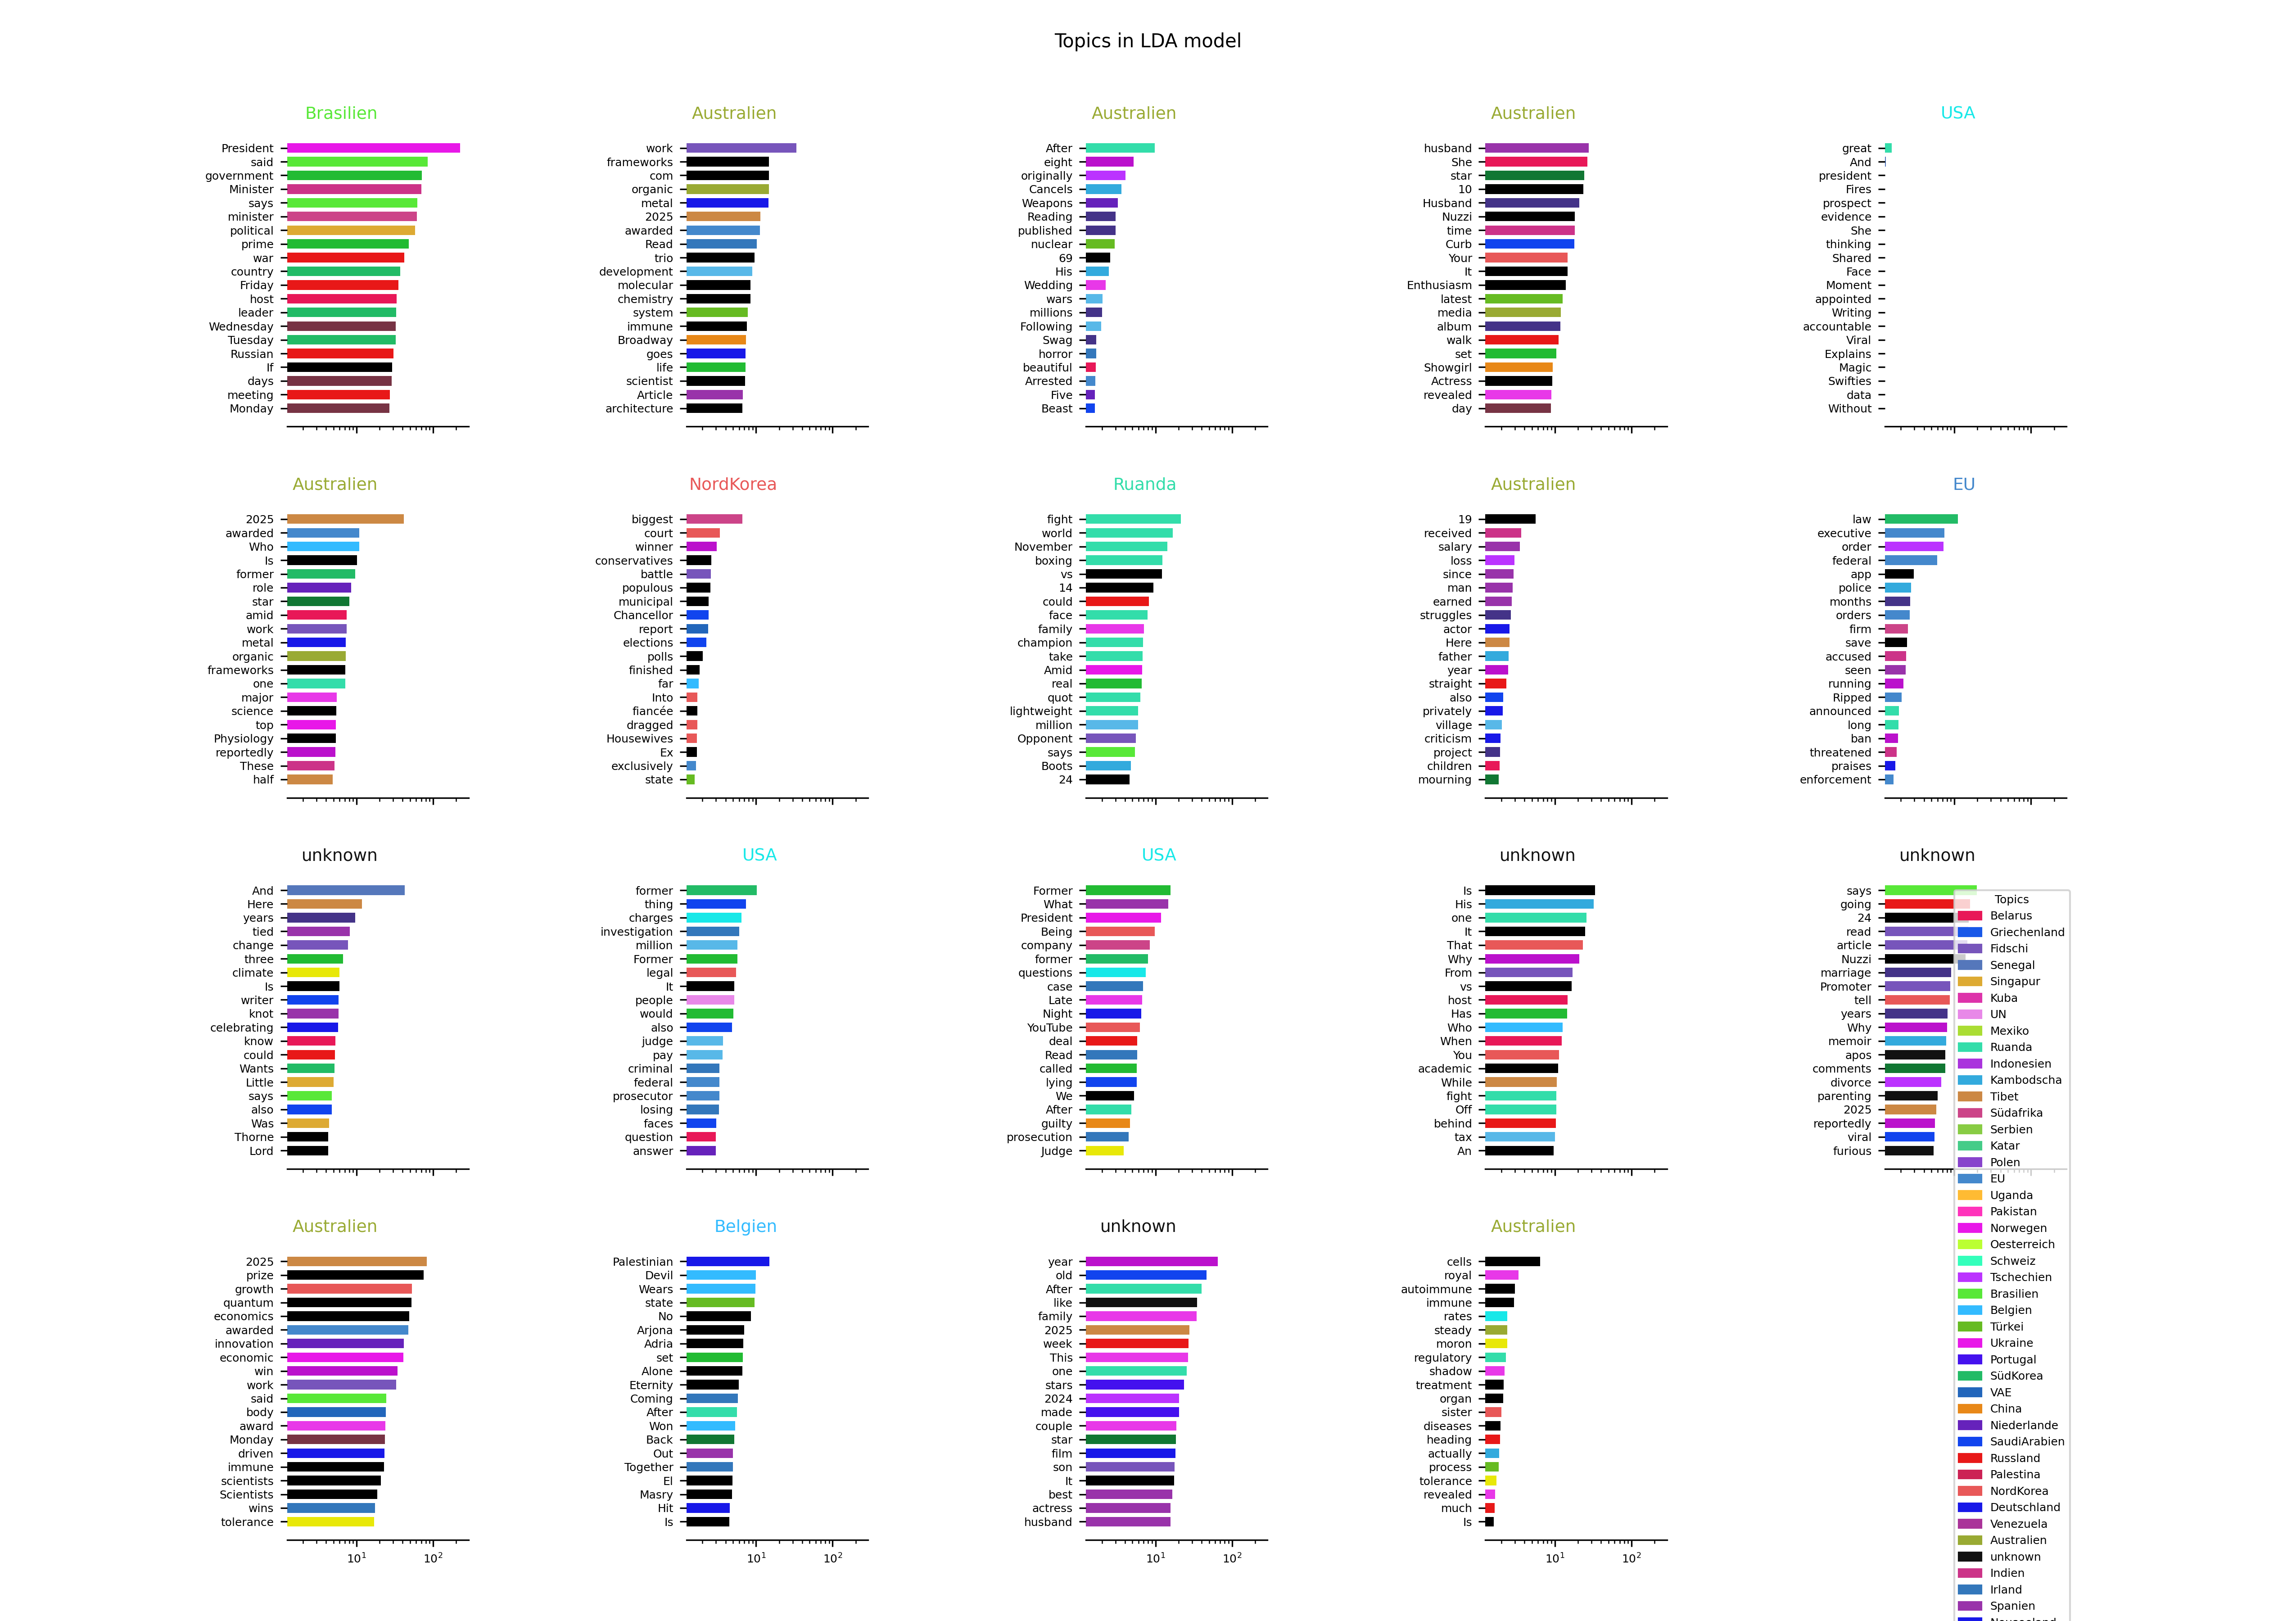 Topics in LDA model
Brasilien
President
said
government
Minister
says
minister
political
prime
war
country
Friday
host
leader
Wednesday
Tuesday
Russian
If
days
meeting
Monday
Australien
work
frameworks
com
organic
metal
2025
awarded
Read
trio
development
molecular
chemistry
system
immune
Broadway
goes
life
scientist
Article
architecture
Australien
After
eight
originally
Cancels
Weapons
Reading
published
nuclear
69
His
Wedding
wars
millions
Following
Swag
horror
beautiful
Arrested
Five
Beast
Australien
husband
She
star
10
Husband
Nuzzi
time
Curb
Your
It
Enthusiasm
latest
media
album
walk
set
Showgirl
Actress
revealed
day
USA
great
And
president
Fires
prospect
evidence
She
thinking
Shared
Face
Moment
appointed
Writing
accountable
Viral
Explains
Magic
Swifties
data
Without
Australien
2025
awarded
Who
Is
former
role
star
amid
work
metal
organic
frameworks
one
major
science
top
Physiology
reportedly
These
half
NordKorea
biggest
court
winner
conservatives
battle
populous
municipal
Chancellor
report
elections
polls
finished
far
Into
fiancée
dragged
Housewives
Ex
exclusively
state
Ruanda
fight
world
November
boxing
vs
14
could
face
family
champion
take
Amid
real
quot
lightweight
million
Opponent
says
Boots
24
Australien
19
received
salary
loss
since
man
earned
struggles
actor
Here
father
year
straight
also
privately
village
criticism
project
children
mourning
EU
law
executive
order
federal
app
police
months
orders
firm
save
accused
seen
running
Ripped
announced
long
ban
threatened
praises
enforcement
unknown
And
Here
years
tied
change
three
climate
Is
writer
knot
celebrating
know
could
Wants
Little
says
also
Was
Thorne
Lord
USA
former
thing
charges
investigation
million
Former
legal
It
people
would
also
judge
pay
criminal
federal
prosecutor
losing
faces
question
answer
USA
Former
What
President
Being
company
former
questions
case
Late
Night
YouTube
deal
Read
called
lying
We
After
guilty
prosecution
Judge
unknown
Is
His
one
It
That
Why
From
vs
host
Has
Who
When
You
academic
While
fight
Off
behind
tax
An
unknown
says
going
24
read
article
Nuzzi
marriage
Promoter
tell
years
Why
memoir
apos
comments
divorce
parenting
2025
reportedly
viral
furious
Australien
2025
prize
growth
quantum
economics
awarded
innovation
economic
win
work
said
body
award
Monday
driven
immune
scientists
Scientists
wins
tolerance
10¹ 10²
Belgien
Palestinian
Devil
Wears
state
No
Arjona
Adria
set
Alone
Eternity
Coming
After
Won
Back
Out
Together
El
Masry
Hit
Is
10¹ 10²
unknown
year
old
After
like
family
2025
week
This
one
stars
2024
made
couple
star
film
son
It
best
actress
husband
10¹ 10²
Australien
cells
royal
autoimmune
immune
rates
steady
moron
regulatory
shadow
treatment
organ
sister
diseases
heading
actually
process
tolerance
revealed
much
Is
10¹ 10²
Topics
Belarus
Griechenland
Fidschi
Senegal
Singapur
Kuba
UN
Mexiko
Ruanda
Indonesien
Kambodscha
Tibet
Südafrika
Serbien
Katar
Polen
EU
Uganda
Pakistan
Norwegen
Oesterreich
Schweiz
Tschechien
Brasilien
Belgien
Türkei
Ukraine
Portugal
SüdKorea
VAE
China
Niederlande
SaudiArabien
Russland
Palestina
NordKorea
Deutschland
Venezuela
Australien
unknown
Indien
Irland
Spanien